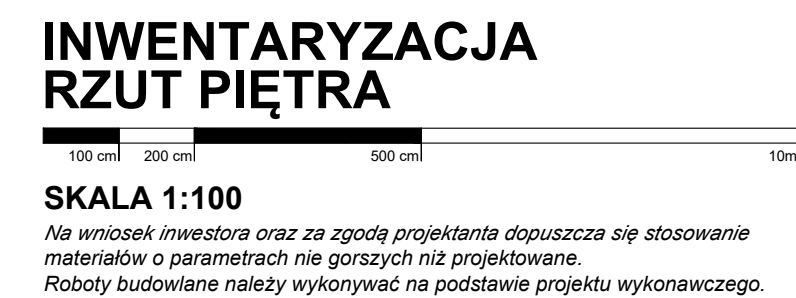 INWENTARYZACJA
RZUT PIĘTRA
100 cm 200 cm 500 cm 10m
SKALA 1:100
Na wniosek inwestora oraz za zgodą projektanta dopuszcza się stosowanie
materiałów o parametrach nie gorszych niż projektowane.
Roboty budowlane należy wykonywać na podstawie projektu wykonawczego.